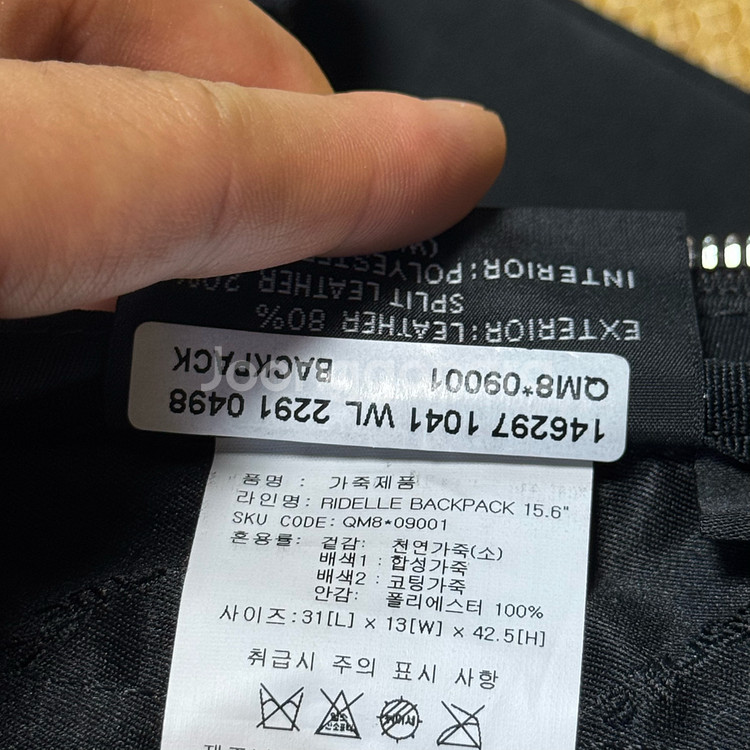 INTERIOR:POLYESTER
EXTERIOR:LEATHER 80%
SPLIT LEATHER 20%
146297 1041 WL 2291 0498
QM8*09001 BACKPACK
품명 : 가죽제품
라인명: RIDELLE BACKPACK 15.6"
SKU CODE: QM8*09001
혼용률: 겉감: 천연가죽(소)
배색1 : 합성가죽
배색2 : 코팅가죽
안감: 폴리에스터 100%
사이즈:31[L] × 13[W] × 42.5[H]
취급시 주의 표시 사항